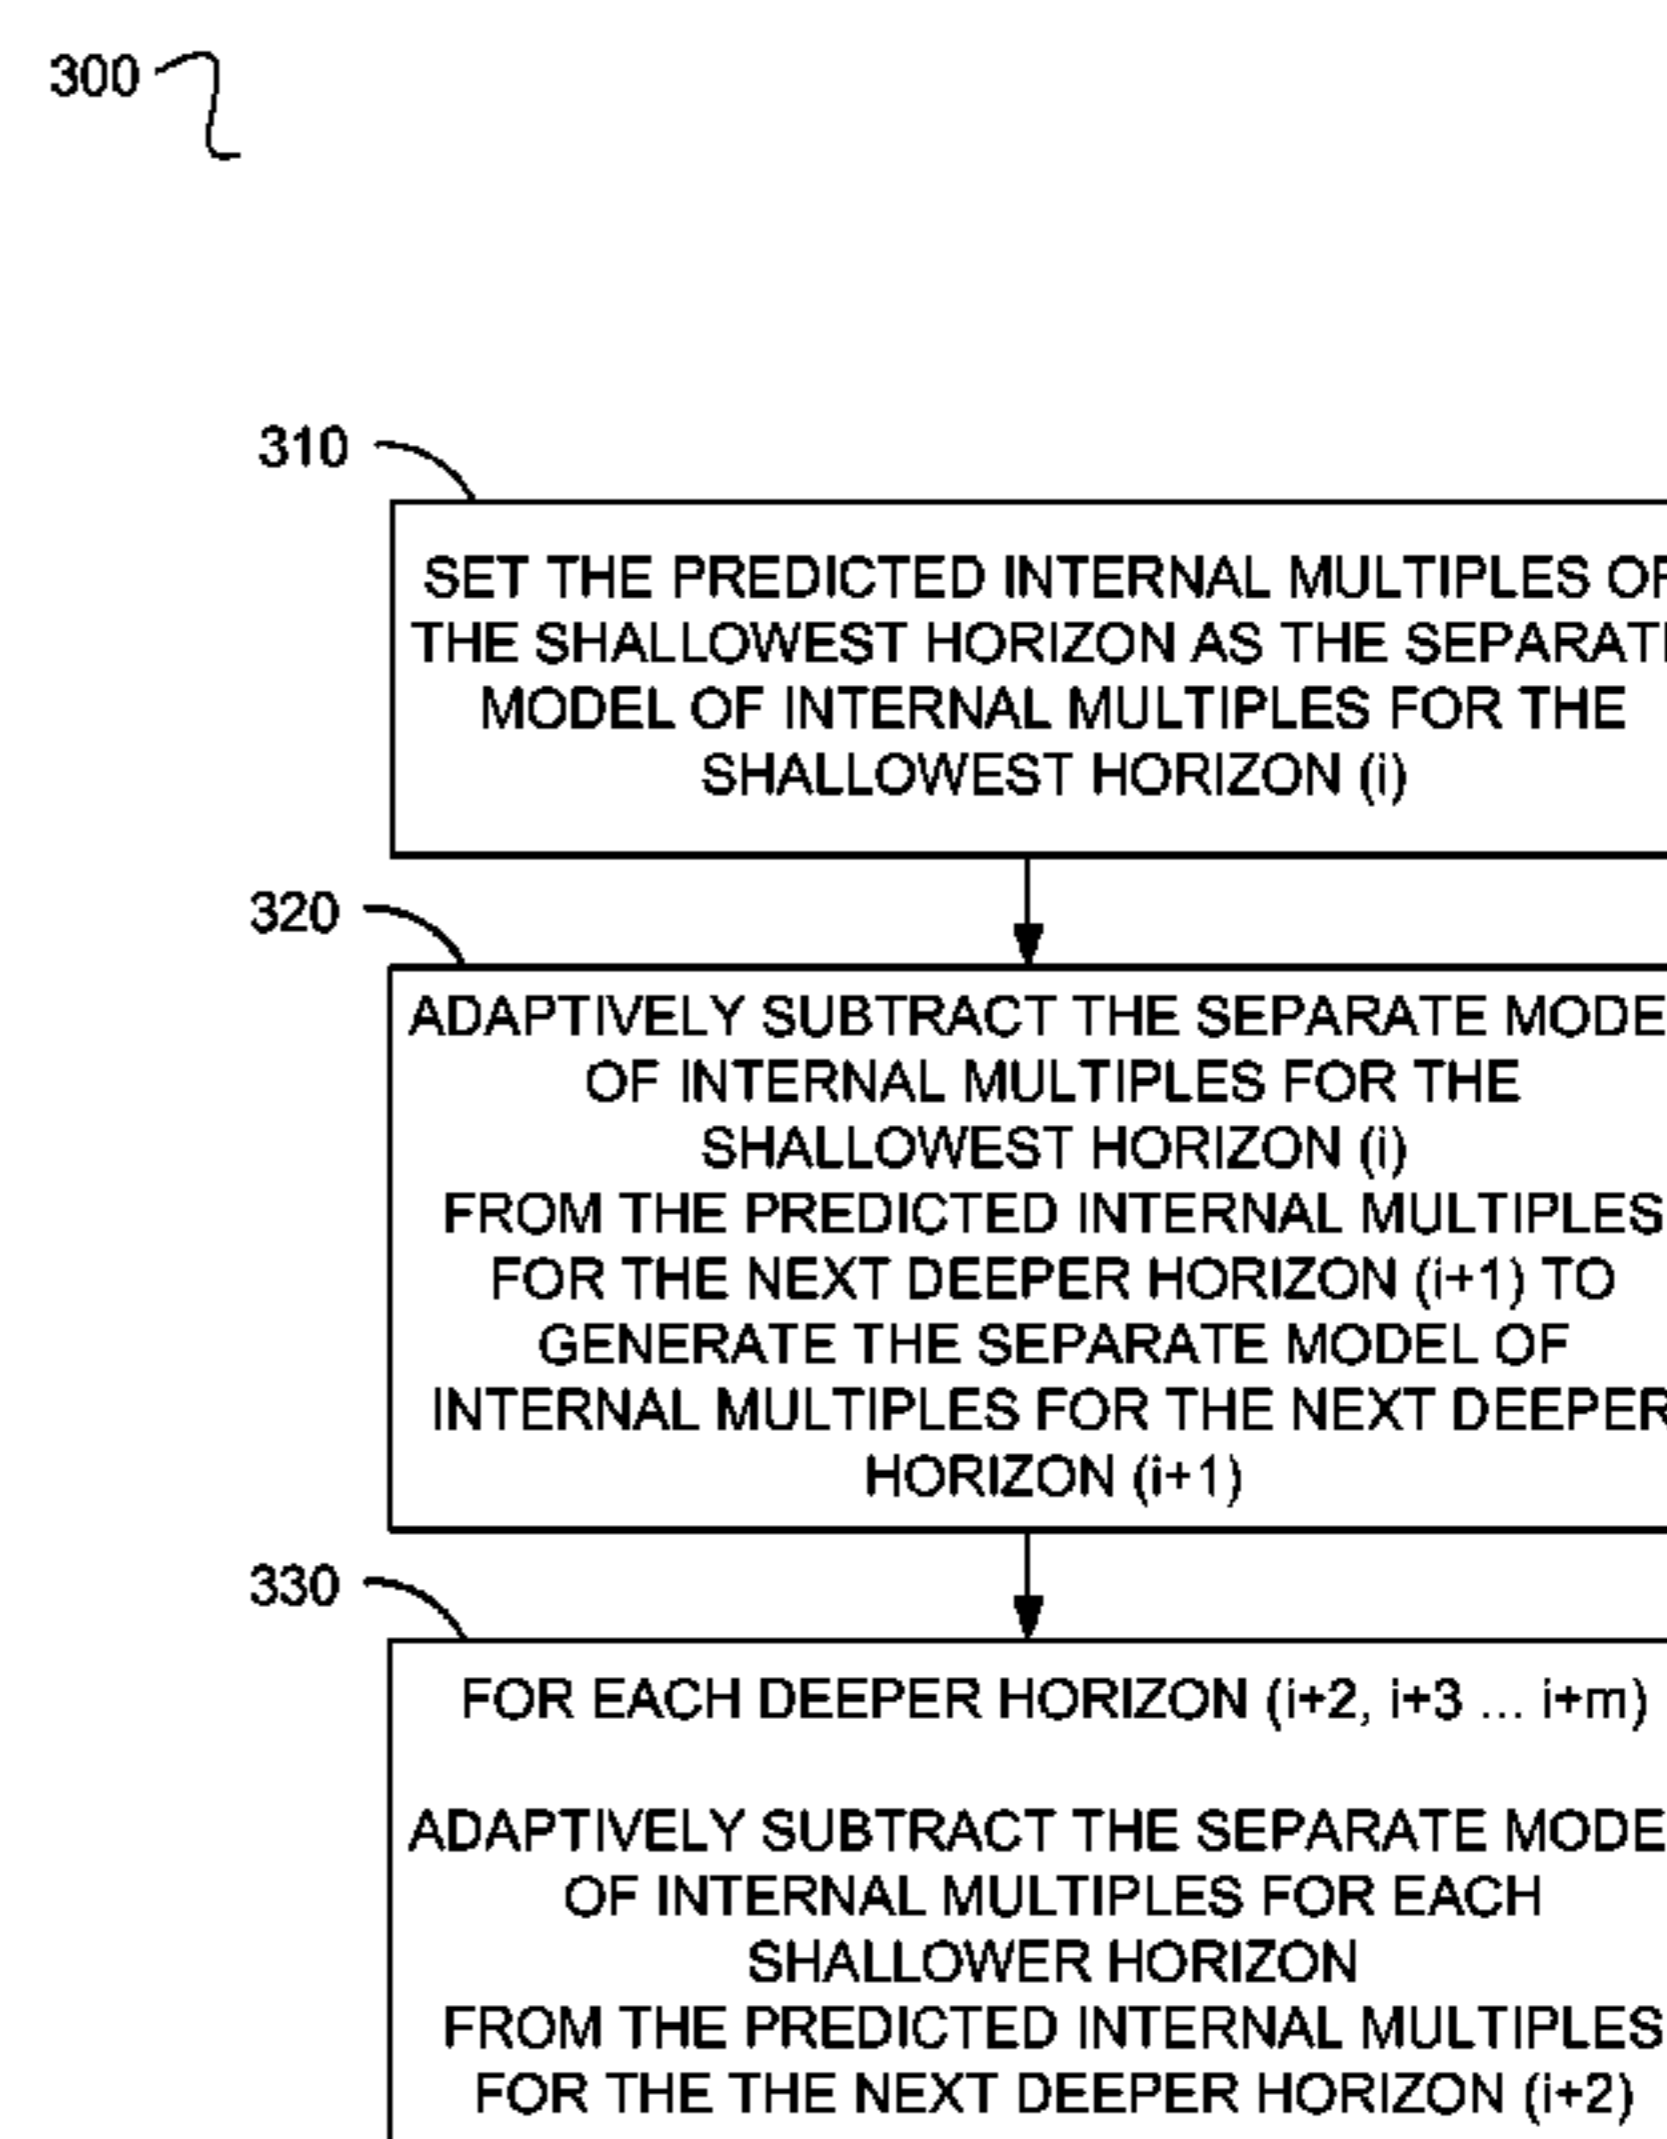 300
310
SET THE PREDICTED INTERNAL MULTIPLES OF
THE SHALLOWEST HORIZON AS THE SEPARATE
MODEL OF INTERNAL MULTIPLES FOR THE
SHALLOWEST HORIZON (i)
320
ADAPTIVELY SUBTRACT THE SEPARATE MODE
OF INTERNAL MULTIPLES FOR THE
SHALLOWEST HORIZON (i)
FROM THE PREDICTED INTERNAL MULTIPLES
FOR THE NEXT DEEPER HORIZON (i+1) TO
GENERATE THE SEPARATE MODEL OF
INTERNAL MULTIPLES FOR THE NEXT DEEPER
HORIZON (i+1)
330
FOR EACH DEEPER HORIZON (i+2, i+3 ... i+m)
ADAPTIVELY SUBTRACT THE SEPARATE MODE
OF INTERNAL MULTIPLES FOR EACH
SHALLOWER HORIZON
FROM THE PREDICTED INTERNAL MULTIPLES
FOR THE THE NEXT DEEPER HORIZON (i+2)